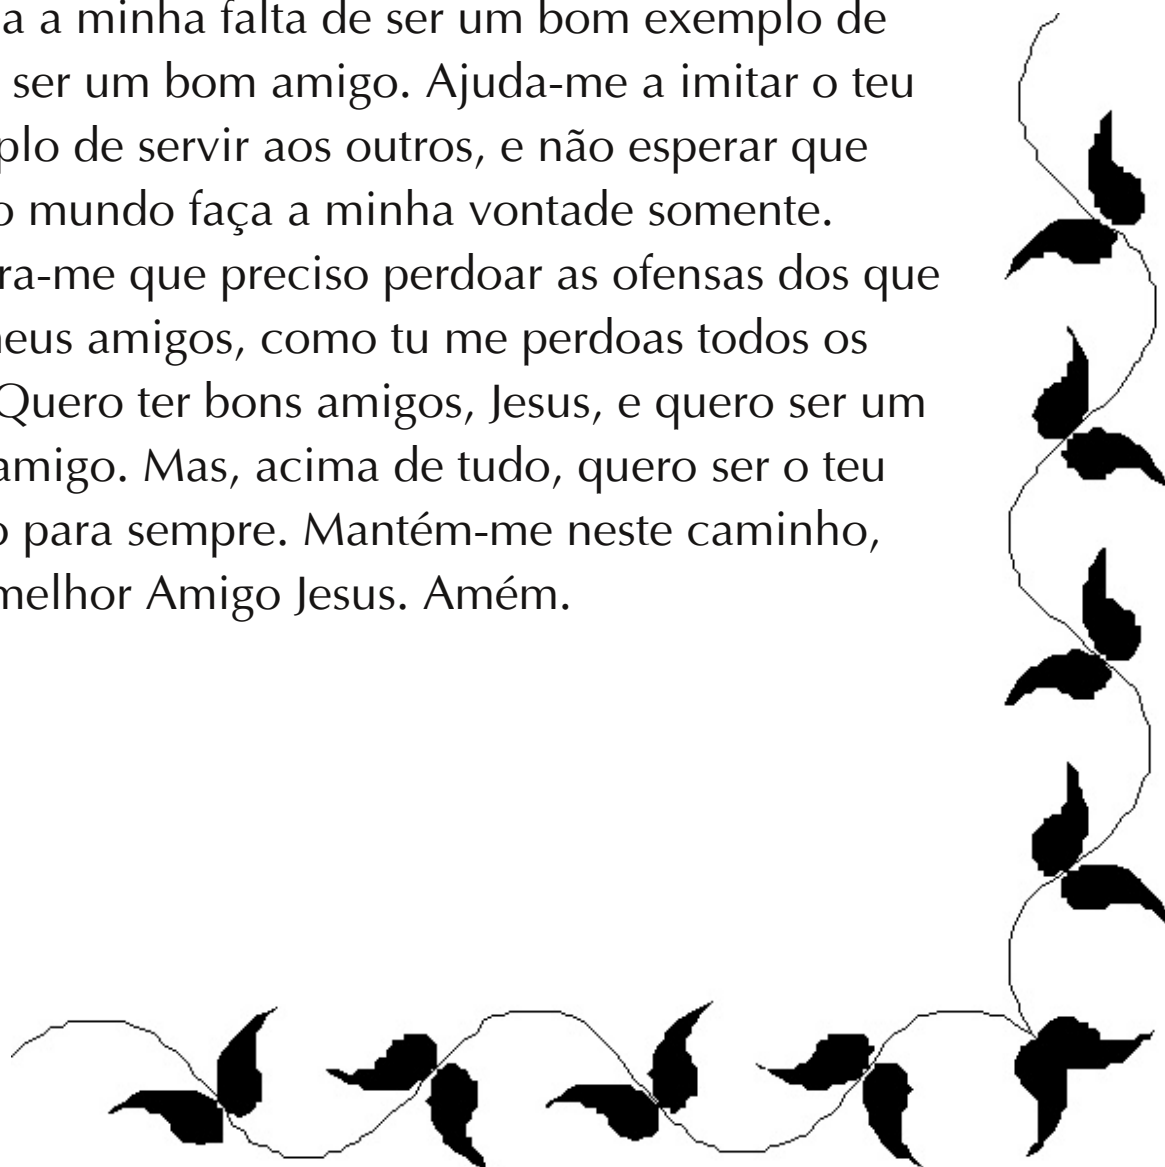 a a minha falta de ser um bom exemplo de
ser um bom amigo. Ajuda-me a imitar o teu
plo de servir aos outros, e não esperar que
o mundo faça a minha vontade somente.
ra-me que preciso perdoar as ofensas dos que
eus amigos, como tu me perdoas todos os
Quero ter bons amigos, Jesus, e quero ser um
amigo. Mas, acima de tudo, quero ser o teu
o para sempre. Mantém-me neste caminho,
melhor Amigo Jesus. Amém.